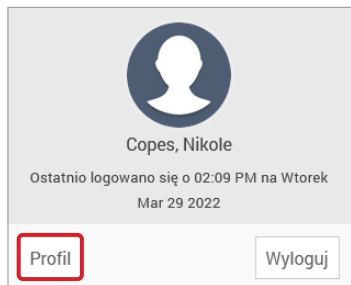 Copes, Nikole
Ostatnio logowano się o 02:09 PM na Wtorek
Mar 29 2022
Profil
Wyloguj